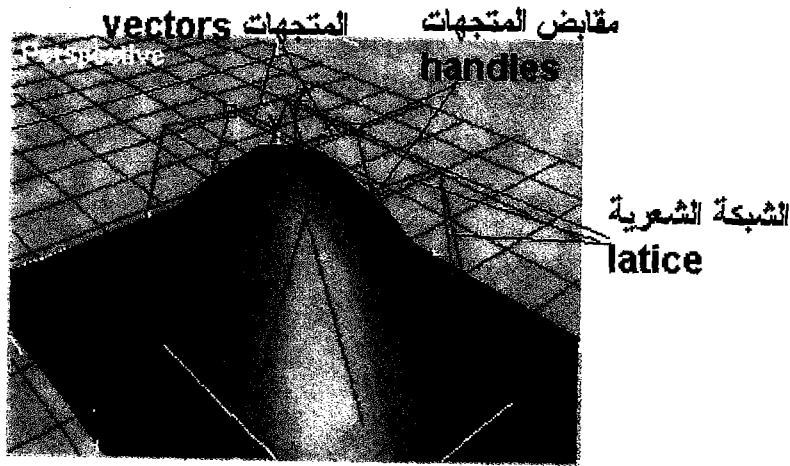 المتجهات vectors
مقابض المتجهات
handles
Perspective
الشبكة الشعرية
latice